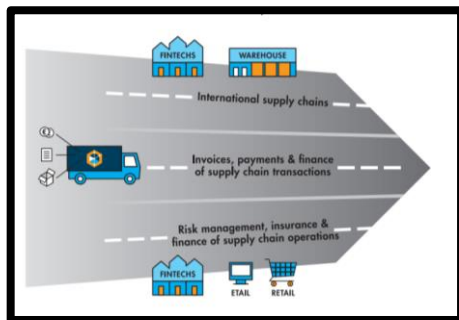 FINTECHS
WAREHOUSE
International supply chains
Invoices, payments & finance
of supply chain transactions
Risk management, insurance &
finance of supply chain operations
FINTECHS
ETAIL
RETAIL